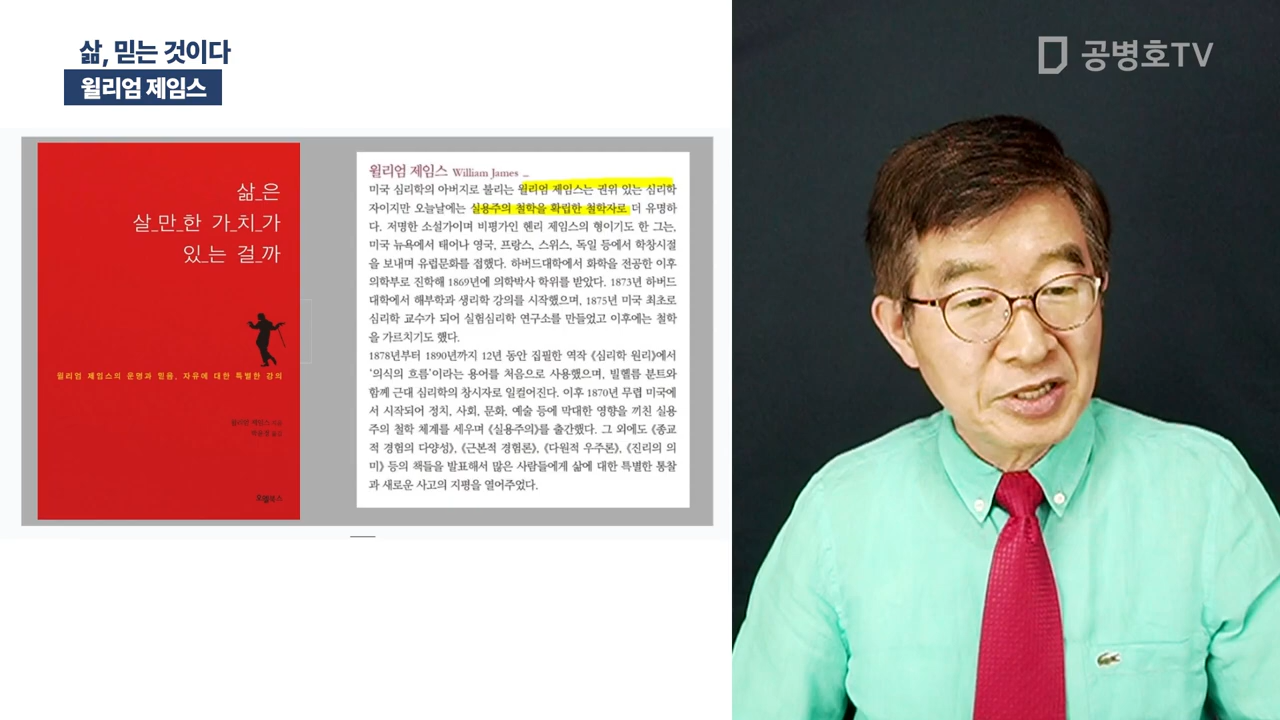 삶, 믿는 것이다
윌리엄 제임스
공병호TV
삶_은
살_만_한 가_치_가
있_는 걸_까
윌리엄 제임스의 운명과 믿음, 자유에 대한 특별한 강의
윌리엄 제임스 지음
오엘북스
윌리엄 제임스 William James _
미국 심리학의 아버지로 불리는 윌리엄 제임스는 권위 있는 심리학
자이지만 오늘날에는 실용주의 철학을 확립한 철학자로 더 유명하
다. 저명한 소설가이며 비평가인 헨리 제임스의 형이기도 한 그는,
미국 뉴욕에서 태어나 영국, 프랑스, 스위스, 독일 등에서 학창시절
을 보내며 유럽문화를 접했다. 하버드대학에서 화학을 전공한 이후
의학부로 진학해 1869년에 의학박사 학위를 받았다. 1873년 하버드
대학에서 해부학과 생리학 강의를 시작했으며, 1875년 미국 최초로
심리학 교수가 되어 실험심리학 연구소를 만들었고 이후에는 철학
을 가르치기도 했다.
1878년부터 1890년까지 12년 동안 집필한 역작 《심리학 원리》에서
'의식의 흐름'이라는 용어를 처음으로 사용했으며, 빌헬름 분트와
함께 근대 심리학의 창시자로 일컬어진다. 이후 1870년 무렵 미국에
서 시작되어 정치, 사회, 문화, 예술 등에 막대한 영향을 끼친 실용
주의 철학 체계를 세우며 《실용주의》를 출간했다. 그 외에도 《종교
적 경험의 다양성》, 《근본적 경험론》, 《다원적 우주론》, 《진리의 의
미》 등의 책들을 발표해서 많은 사람들에게 삶에 대한 특별한 통찰
과 새로운 사고의 지평을 열어주었다.